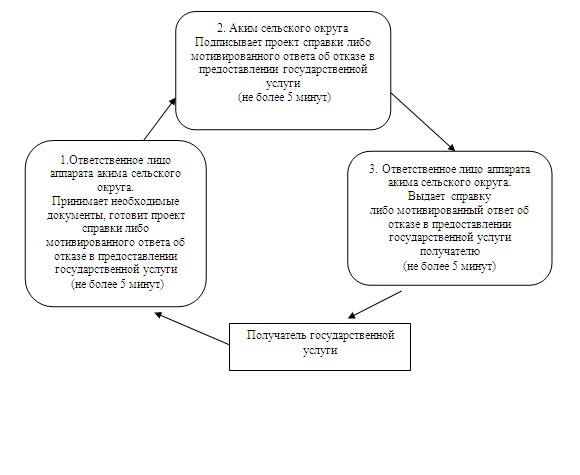 2. Аким сельского округа
Подписывает проект справки либо
мотивированного ответа об отказе в
предоставлении государственной
услуги
(не более 5 минут)
1.Ответственное лицо
аппарата акима сельского
округа.
Принимает необходимые
документы, готовит проект
справки либо
мотивированного ответа об
отказе в предоставлении
государственной услуги
(не более 5 минут)
3. Ответственное лицо аппарата
акима сельского округа.
Выдает справку
либо мотивированный ответ об
отказе в предоставлении
государственной услуги
получателю
(не более 5 минут)
Получатель государственной
услуги